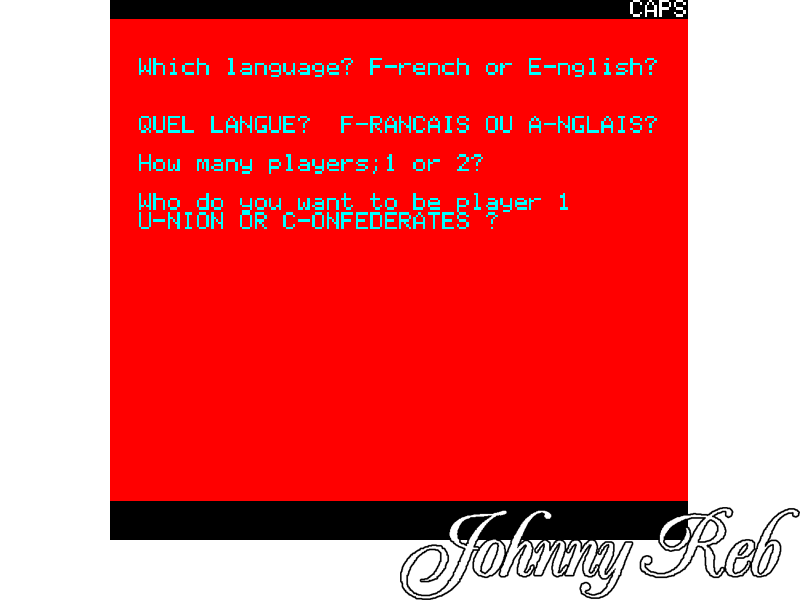 CAPS
Which language? F-rench or E-nglish?
QUEL LANGUE?  F-RANCAIS OU A-NGLAIS?
How many players;1 or 2?
Who do you want to be player 1
U-NION OR C-ONFEDERATES ?
Johnny Reb